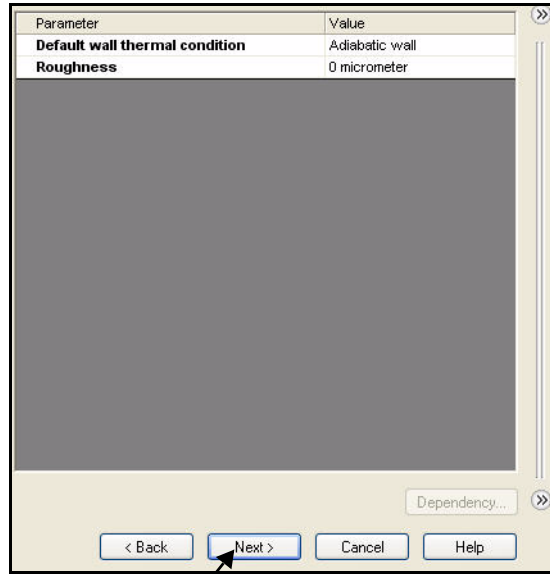 Parameter Value
Default wall thermal condition Adiabatic wall
Roughness 0 micrometer
Dependency...
< Back Next > Cancel Help